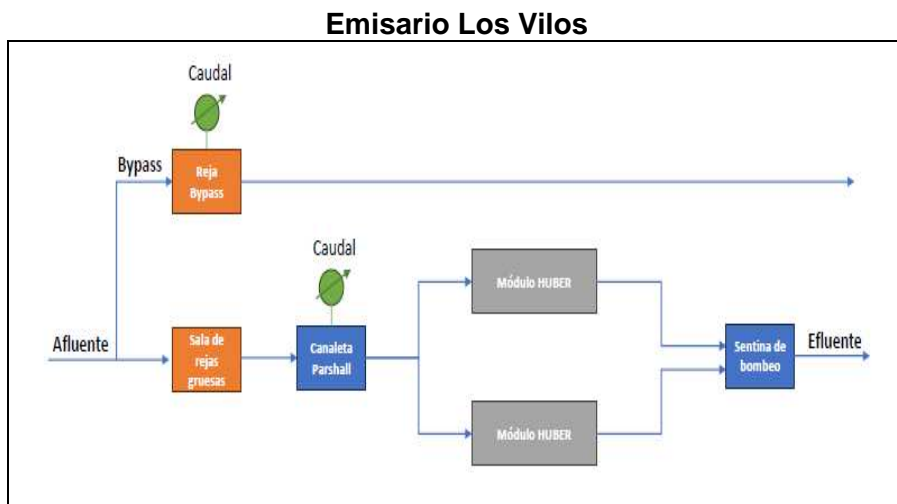 Emisario Los Vilos
Caudal
Bypass
Reja
Bypass
Caudal
Módulo HUBER
Afluente
Sala de
rejas
gruesas
Canaleta
Parshall
Sentina de
bombeo
Efluente
Módulo HUBER